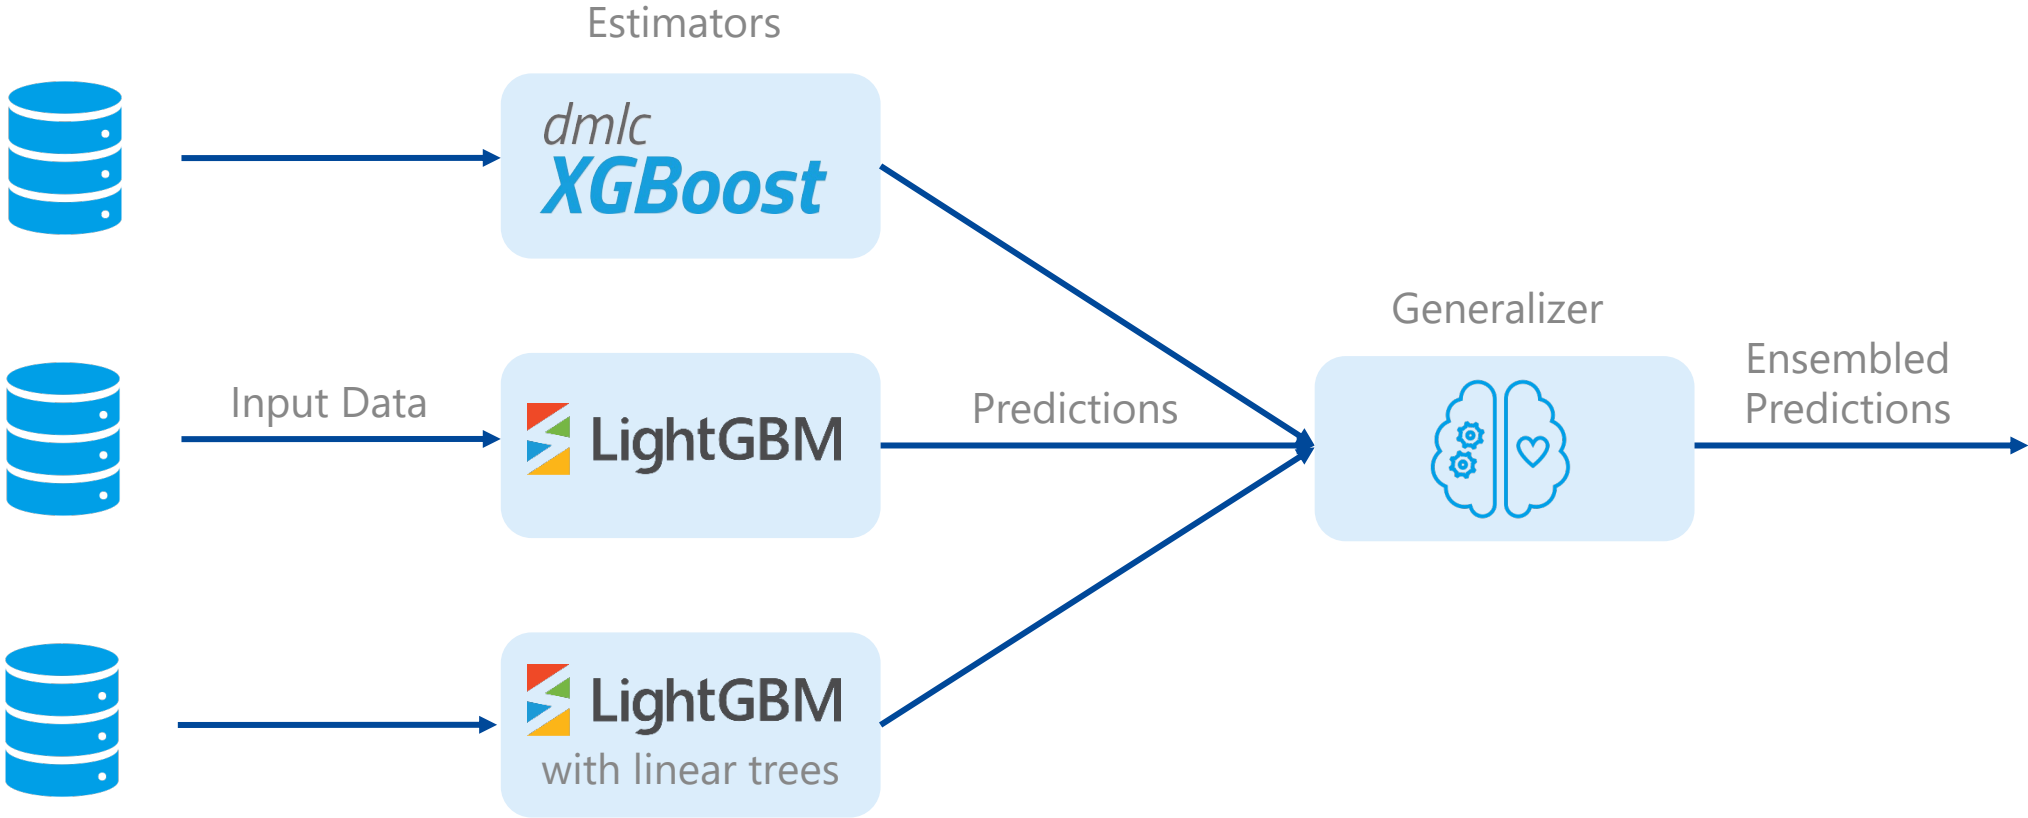 Estimators
dmlc
XGBoost
Generalizer
Ensembled
Predictions
Input Data
LightGBM
Predictions
LightGBM
with linear trees